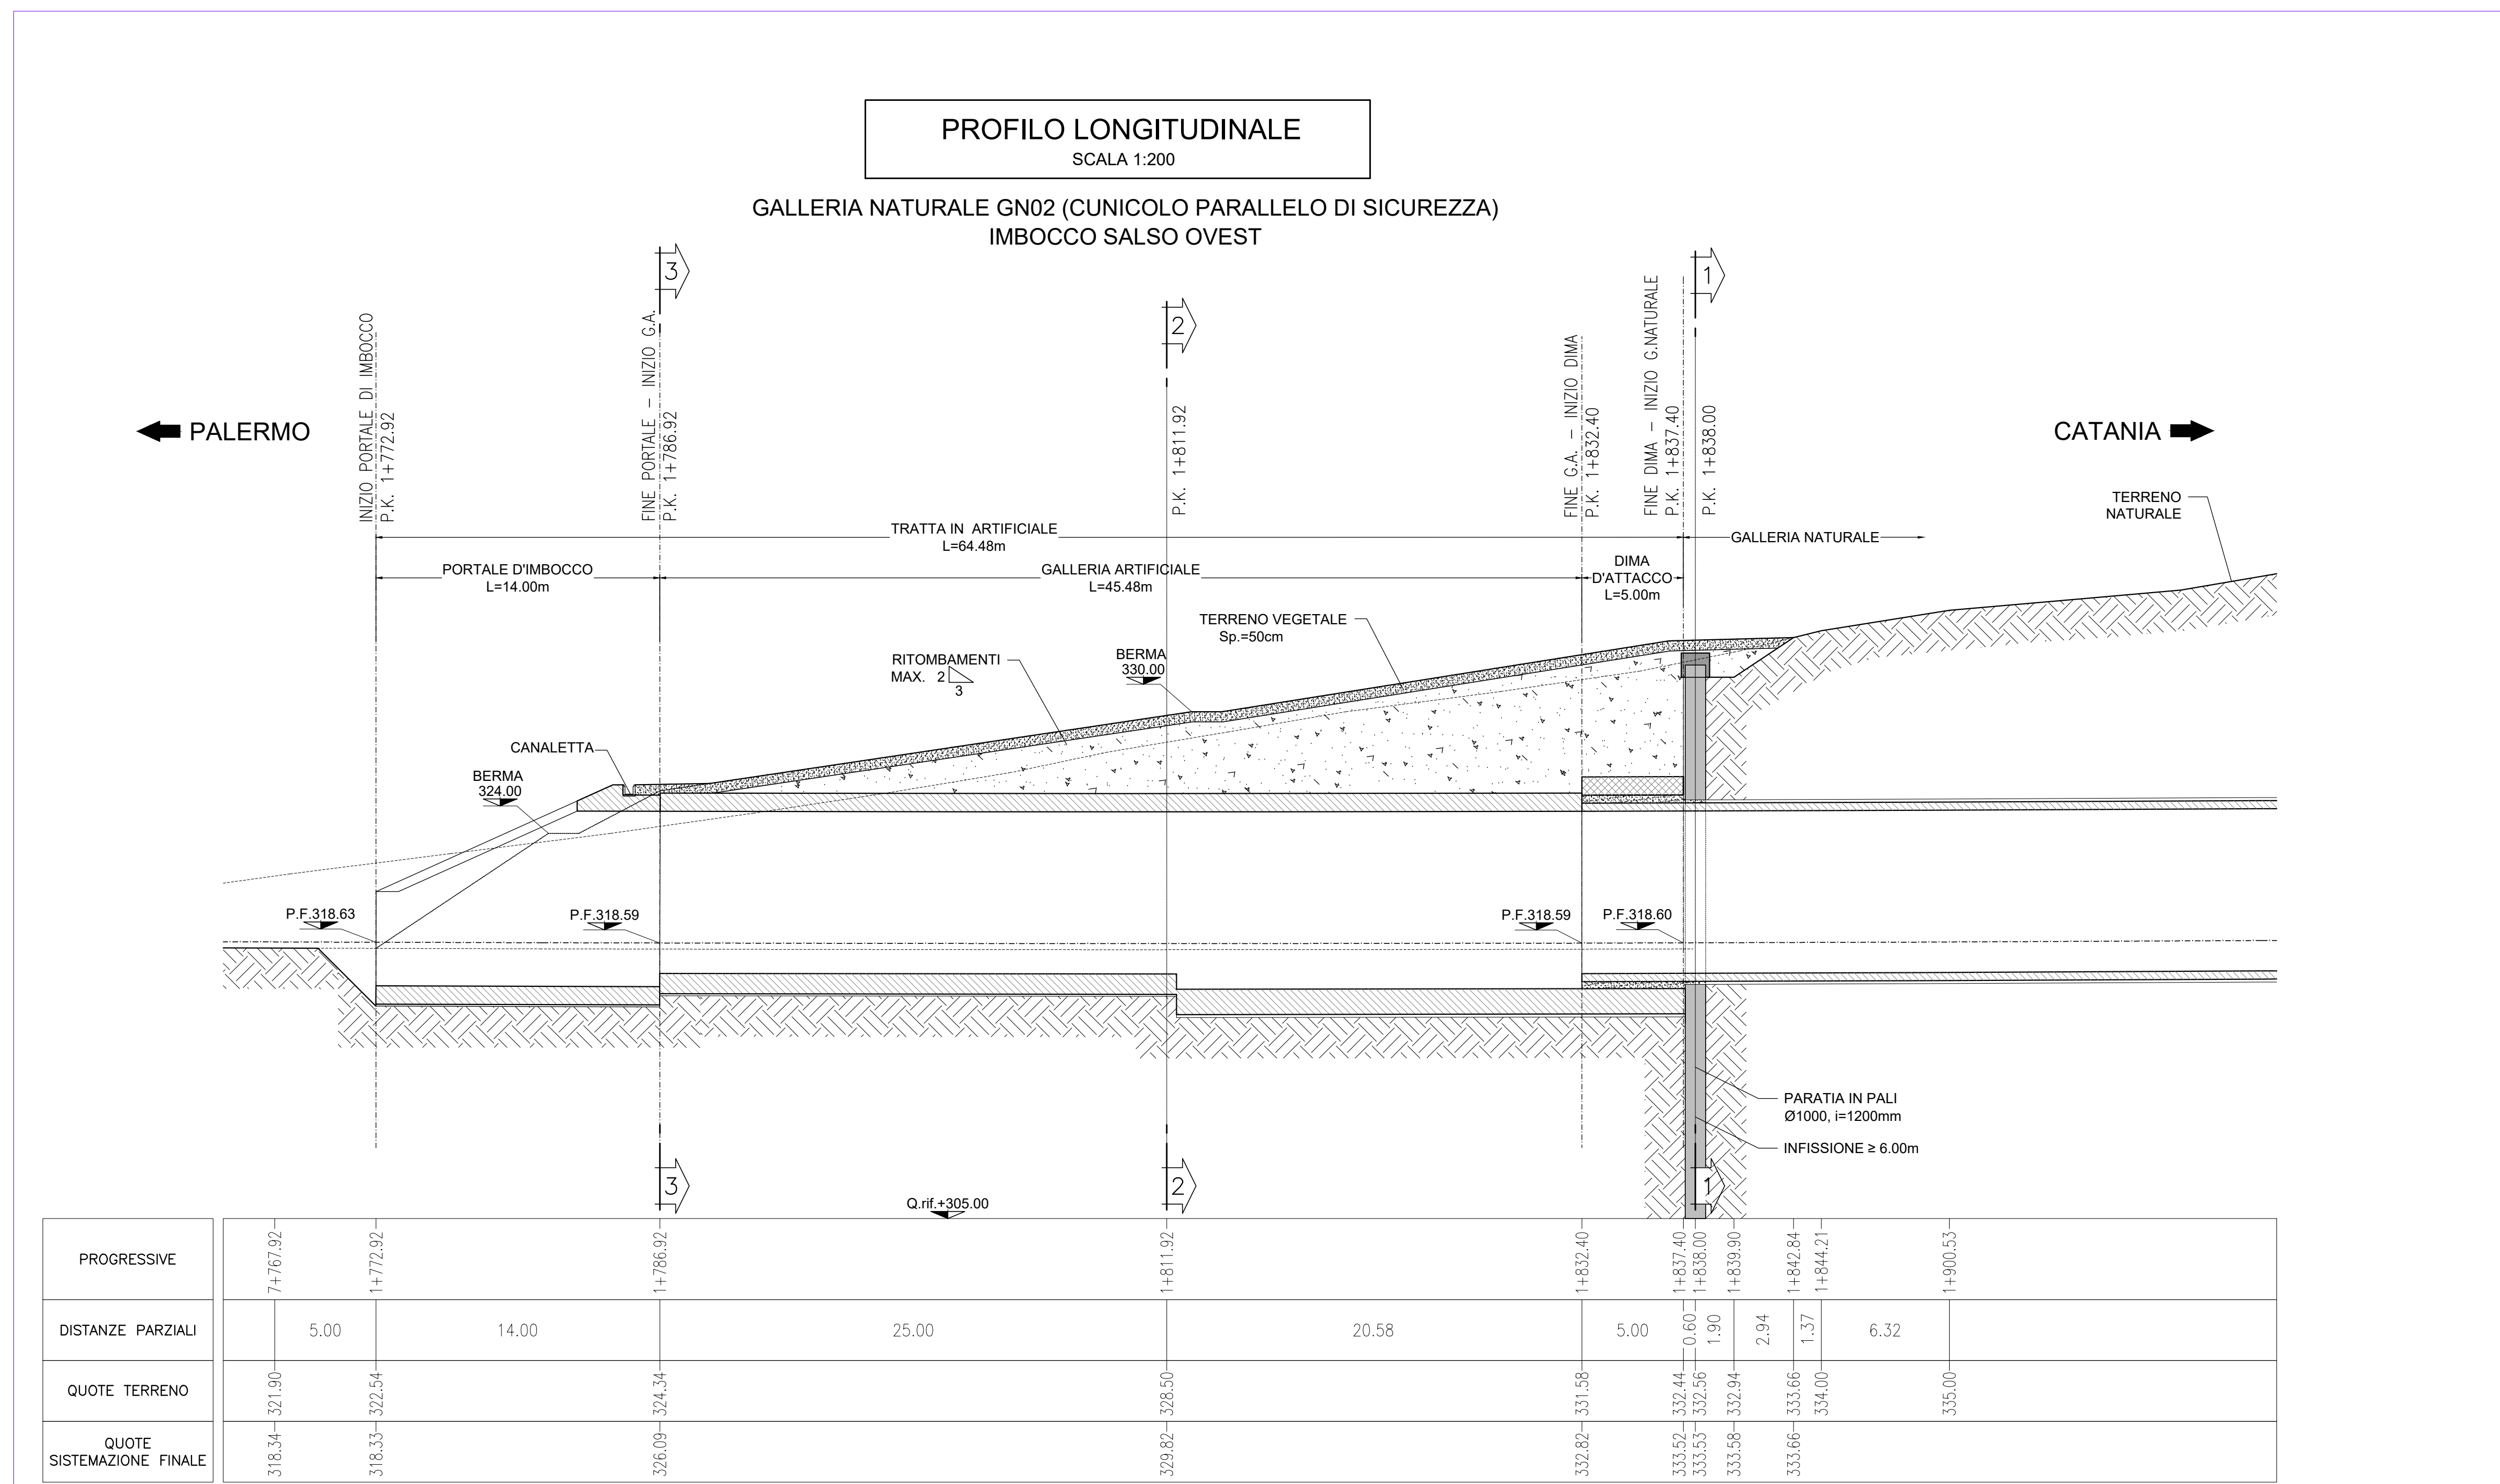 PROFILO LONGITUDINALE
SCALA 1:200
GALLERIA NATURALE GN02 (CUNICOLO PARALLELO DI SICUREZZA)
IMBOCCO SALSO OVEST
3
2
1
INIZIO PORTALE DI IMBOCCO
P.K. 1+772.92
FINE PORTALE – INIZIO G.A.
P.K. 1+786.92
P.K. 1+811.92
FINE G.A. – INIZIO DIMA
P.K. 1+832.40
FINE DIMA – INIZIO G.NATURALE
P.K. 1+837.40
P.K. 1+838.00
PALERMO
CATANIA
TERRENO
NATURALE
TRATTA IN ARTIFICIALE
L=64.48m
GALLERIA NATURALE
PORTALE D'IMBOCCO
L=14.00m
GALLERIA ARTIFICIALE
L=45.48m
DIMA
D'ATTACCO
L=5.00m
TERRENO VEGETALE
Sp.=50cm
RITOMBAMENTI
MAX. 2
3
BERMA
330.00
CANALETTA
BERMA
324.00
P.F.318.63
P.F.318.59
P.F.318.59
P.F.318.60
PARATIA IN PALI
Ø1000, i=1200mm
INFISSIONE ≥ 6.00m
3
2
1
Q.rif.+305.00
PROGRESSIVE
7+767.92 1+772.92 1+786.92 1+811.92 1+832.40 1+837.40 1+838.00 1+839.90 1+842.84 1+844.21 1+900.53
DISTANZE PARZIALI
5.00 14.00 25.00 20.58 5.00 0.60 1.90 2.94 1.37 6.32
QUOTE TERRENO
321.90 322.54 324.34 328.50 331.58 332.44 332.56 332.94 333.66 334.00 335.00
QUOTE
SISTEMAZIONE FINALE
318.34 318.33 326.09 329.82 332.82 333.52 333.53 333.58 333.66